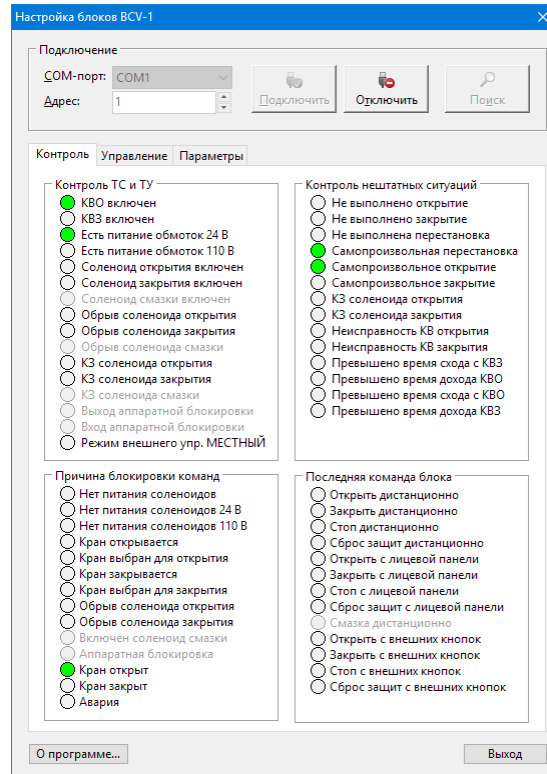 Настройка блоков BCV-1
Подключение
COM-порт:
COM1
Адрес:
1
Подключить
Отключить
Поиск
Контроль
Управление
Параметры
Контроль ТС и ТУ
КВО включен
КВЗ включен
Есть питание обмоток 24 В
Есть питание обмоток 110 В
Соленоид открытия включен
Соленоид закрытия включен
Соленоид смазки включен
Обрыв соленоида открытия
Обрыв соленоида закрытия
Обрыв соленоида смазки
КЗ соленоида открытия
КЗ соленоида закрытия
КЗ соленоида смазки
Выход аппаратной блокировки
Вход аппаратной блокировки
Режим внешнего упр. МЕСТНЫЙ
Контроль нештатных ситуаций
Не выполнено открытие
Не выполнено закрытие
Не выполнена перестановка
Самопроизвольная перестановка
Самопроизвольное открытие
Самопроизвольное закрытие
КЗ соленоида открытия
КЗ соленоида закрытия
Неисправность КВ открытия
Неисправность КВ закрытия
Превышено время схода с КВЗ
Превышено время дохода КВО
Превышено время схода с КВО
Превышено время дохода КВЗ
Причина блокировки команд
Нет питания соленоидов
Нет питания соленоидов 24 В
Нет питания соленоидов 110 В
Кран открывается
Кран выбран для открытия
Кран закрывается
Кран выбран для закрытия
Обрыв соленоида открытия
Обрыв соленоида закрытия
Включен соленоид смазки
Аппаратная блокировка
Кран открыт
Кран закрыт
Авария
Последняя команда блока
Открыть дистанционно
Закрыть дистанционно
Стоп дистанционно
Сброс защит дистанционно
Открыть с лицевой панели
Закрыть с лицевой панели
Стоп с лицевой панели
Сброс защит с лицевой панели
Смазка дистанционно
Открыть с внешних кнопок
Закрыть с внешних кнопок
Стоп с внешних кнопок
Сброс защит с внешних кнопок
О программе...
Выход